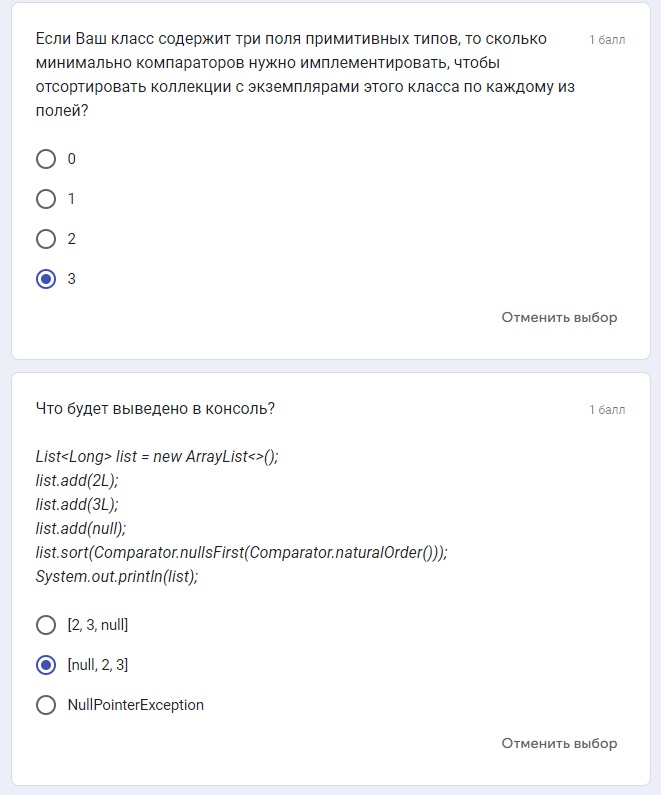 Если Ваш класс содержит три поля примитивных типов, то сколько
1 балл
минимально компараторов нужно имплементировать, чтобы
отсортировать коллекции с экземплярами этого класса по каждому из
полей?
0
1
2
3
Отменить выбор
Что будет выведено в консоль?
1 балл
List<Long> list = new ArrayList<>();
list.add(2L);
list.add(3L);
list.add(null);
list.sort(Comparator.nullsFirst(Comparator.naturalOrder()));
System.out.println(list);
[2, 3, null]
[null, 2, 3]
NullPointerException
Отменить выбор